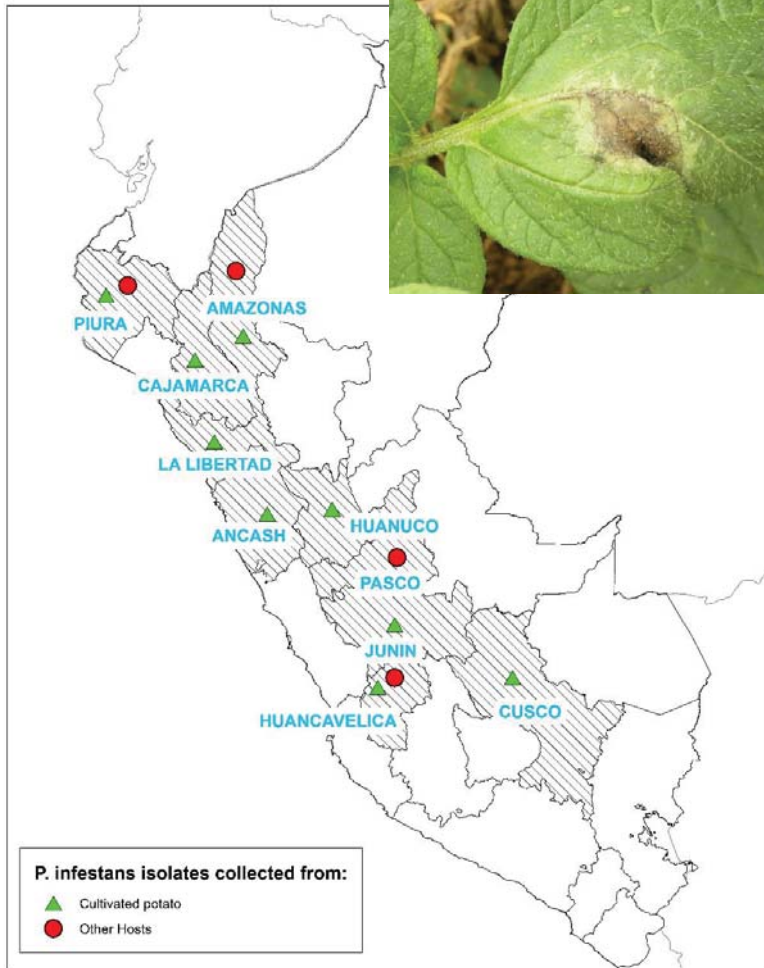 AMAZONAS
PIURA
CAJAMARCA
LA LIBERTAD
HUANUCO
ANCASH
PASCO
JUNIN
HUANCAVELICA
CUSCO
P. infestans isolates collected from:
Cultivated potato
Other Hosts